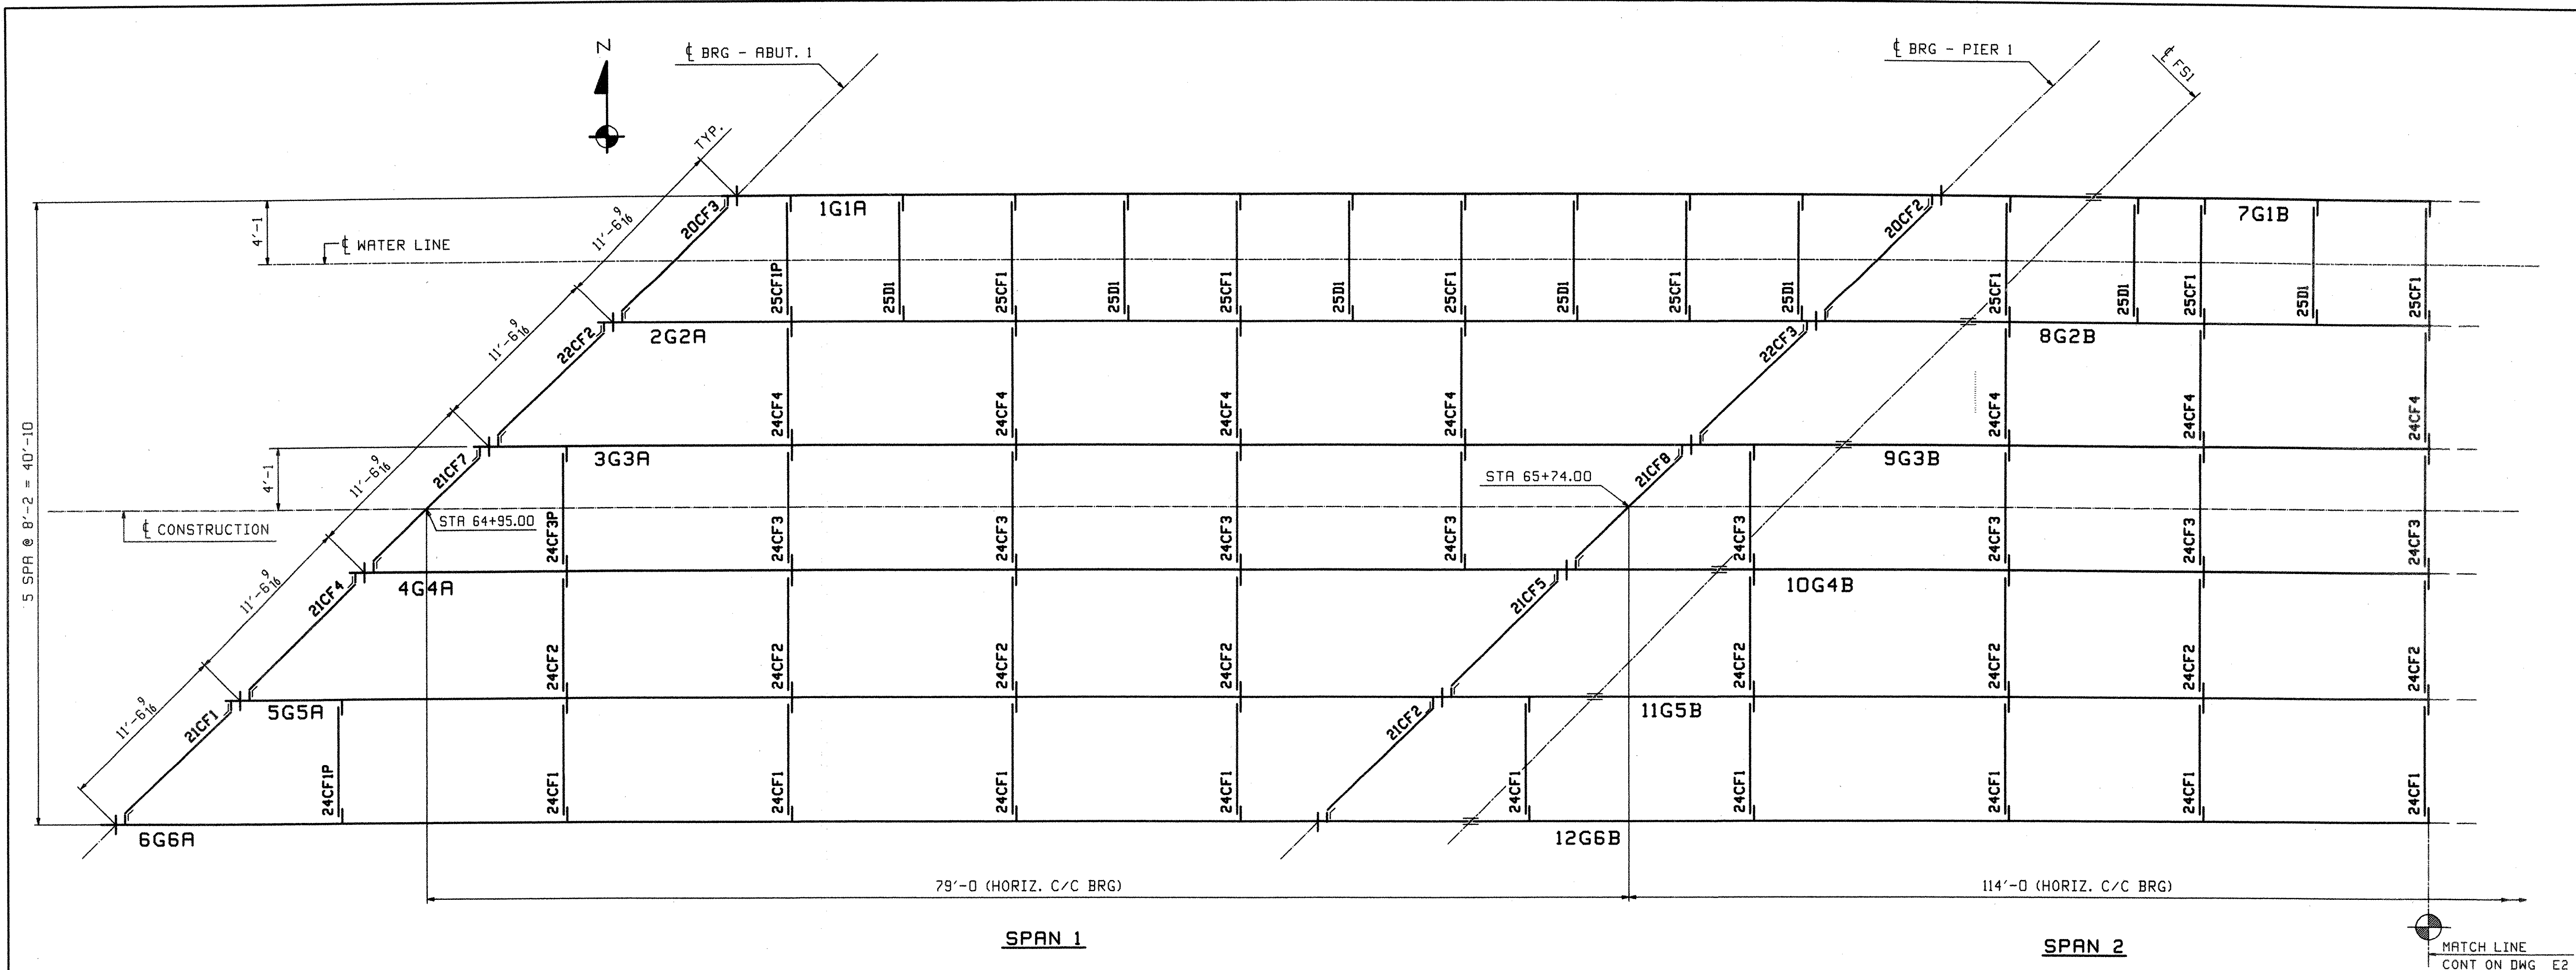 N
℄ BRG - ABUT. 1
℄ BRG - PIER 1
℄ FS1
TYP.
11'-6 9/16
11'-6 9/16
11'-6 9/16
11'-6 9/16
11'-6 9/16
4'-1
℄ WATER LINE
5 SPA @ 8'-2 = 40'-10
20CF3
1G1A
20CF2
7G1B
25CF1P
25D1
25CF1
25D1
25CF1
25D1
25CF1
25D1
25CF1
25D1
25CF1
25D1
25CF1
25D1
25CF1
22CF2
2G2A
22CF3
8G2B
24CF4
24CF4
24CF4
24CF4
24CF4
24CF4
24CF4
4'-1
21CF7
3G3A
21CF8
9G3B
STA 65+74.00
℄ CONSTRUCTION
STA 64+95.00
24CF3P
24CF3
24CF3
24CF3
24CF3
24CF3
24CF3
24CF3
24CF3
21CF4
4G4A
21CF5
10G4B
24CF2
24CF2
24CF2
24CF2
24CF2
24CF2
24CF2
24CF2
21CF1
5G5A
21CF2
11G5B
24CF1P
24CF1
24CF1
24CF1
24CF1
24CF1
24CF1
24CF1
24CF1
24CF1
6G6A
12G6B
79'-0 (HORIZ. C/C BRG)
114'-0 (HORIZ. C/C BRG)
SPAN 1
SPAN 2
MATCH LINE
CONT ON DWG E2